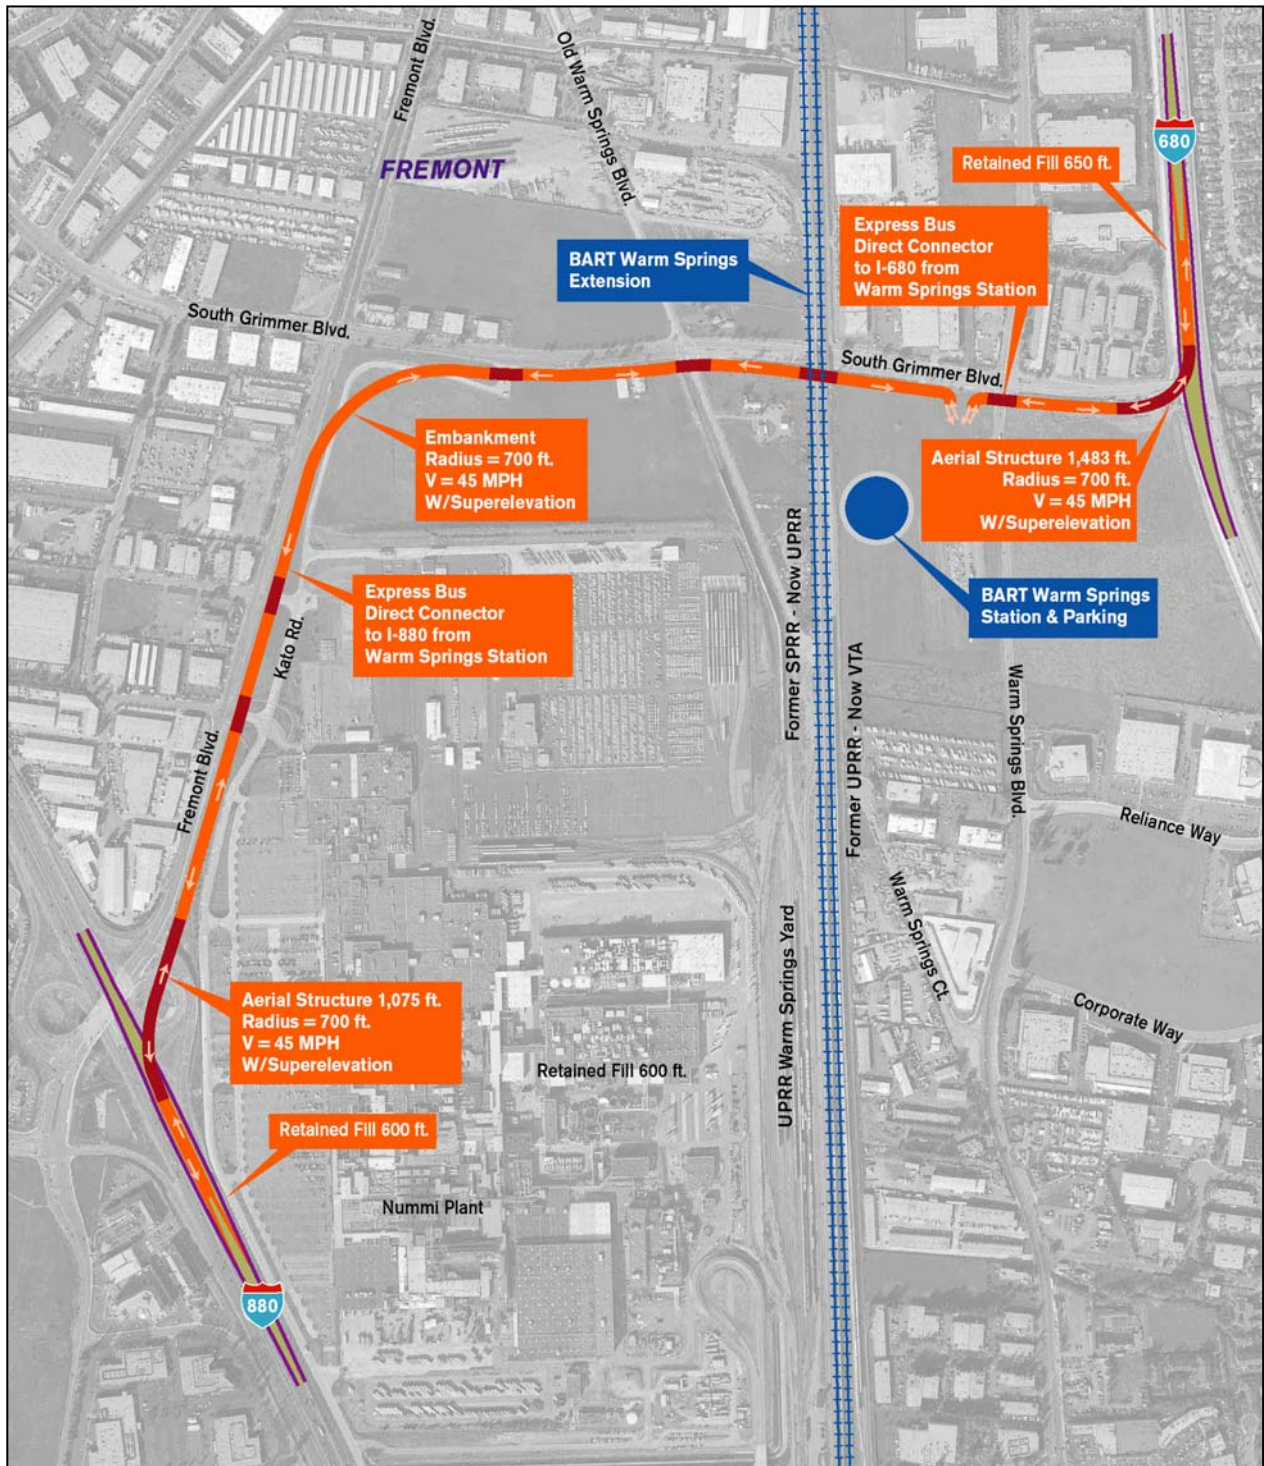 Fremont Blvd.
Old Warm Springs Blvd.
680
FREMONT
Retained Fill 650 ft.
Express Bus
Direct Connector
to I-680 from
Warm Springs Station
BART Warm Springs
Extension
South Grimmer Blvd.
South Grimmer Blvd.
Embankment
Radius = 700 ft.
V = 45 MPH
W/Superelevation
Aerial Structure 1,483 ft.
Radius = 700 ft.
V = 45 MPH
W/Superelevation
Former SPRR - Now UPRR
Express Bus
Direct Connector
to I-880 from
Warm Springs Station
BART Warm Springs
Station & Parking
Kato Rd.
Former UPRR - Now VTA
Warm Springs Blvd.
Fremont Blvd.
Reliance Way
Warm Springs Ct.
UPRR Warm Springs Yard
Aerial Structure 1,075 ft.
Radius = 700 ft.
V = 45 MPH
W/Superelevation
Corporate Way
Retained Fill 600 ft.
Retained Fill 600 ft.
Nummi Plant
880